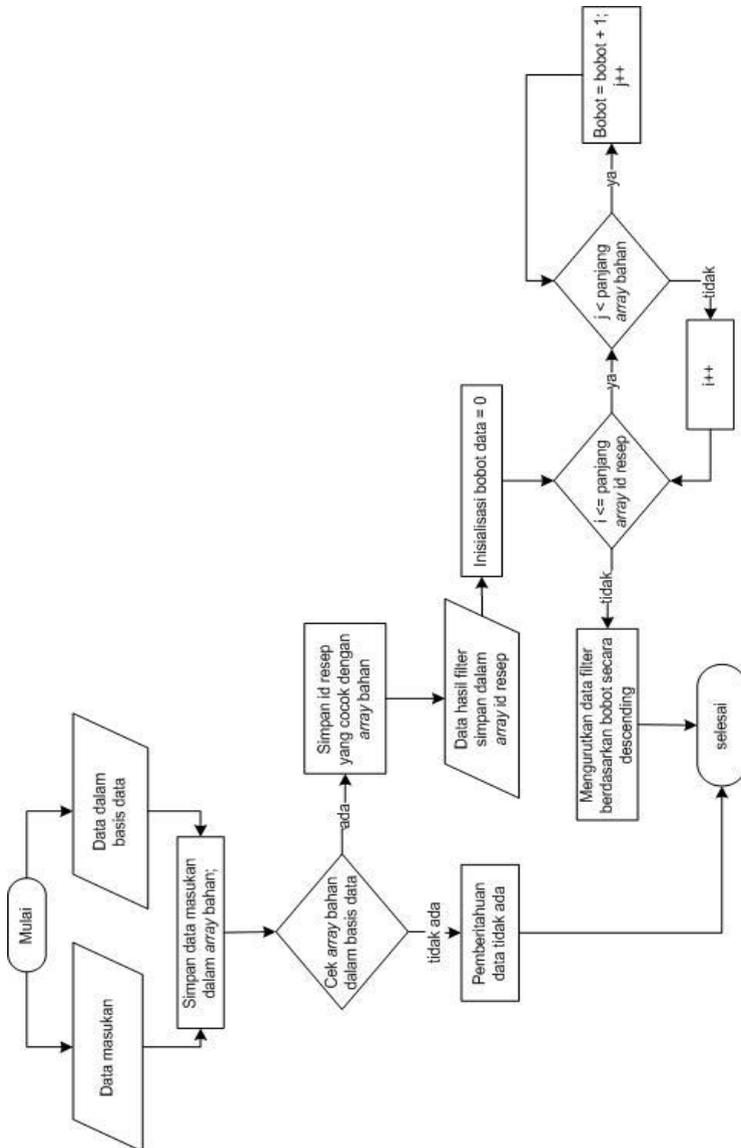 Mulai
Data masukan
Data dalam
basis data
Simpan data masukan
dalam array bahan;
Cek array bahan
dalam basis data
ada
tidak ada
Simpan id resep
yang cocok dengan
array bahan
Pemberitahuan
data tidak ada
Data hasil filter
simpan dalam
array id resep
Inisialisasi bobot data = 0
i <= panjang
array id resep
ya
tidak
j < panjang
array bahan
ya
tidak
Bobot = bobot + 1;
j++
i++
Mengurutkan data filter
berdasarkan bobot secara
descending
selesai